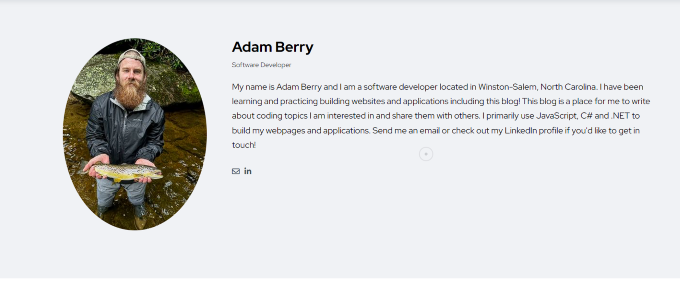 Adam Berry
Software Developer
My name is Adam Berry and I am a software developer located in Winston-Salem, North Carolina. I have been
learning and practicing building websites and applications including this blog! This blog is a place for me to write
about coding topics I am interested in and share them with others. I primarily use JavaScript, C# and .NET to
build my webpages and applications. Send me an email or check out my LinkedIn profile if you'd like to get in
touch!
in